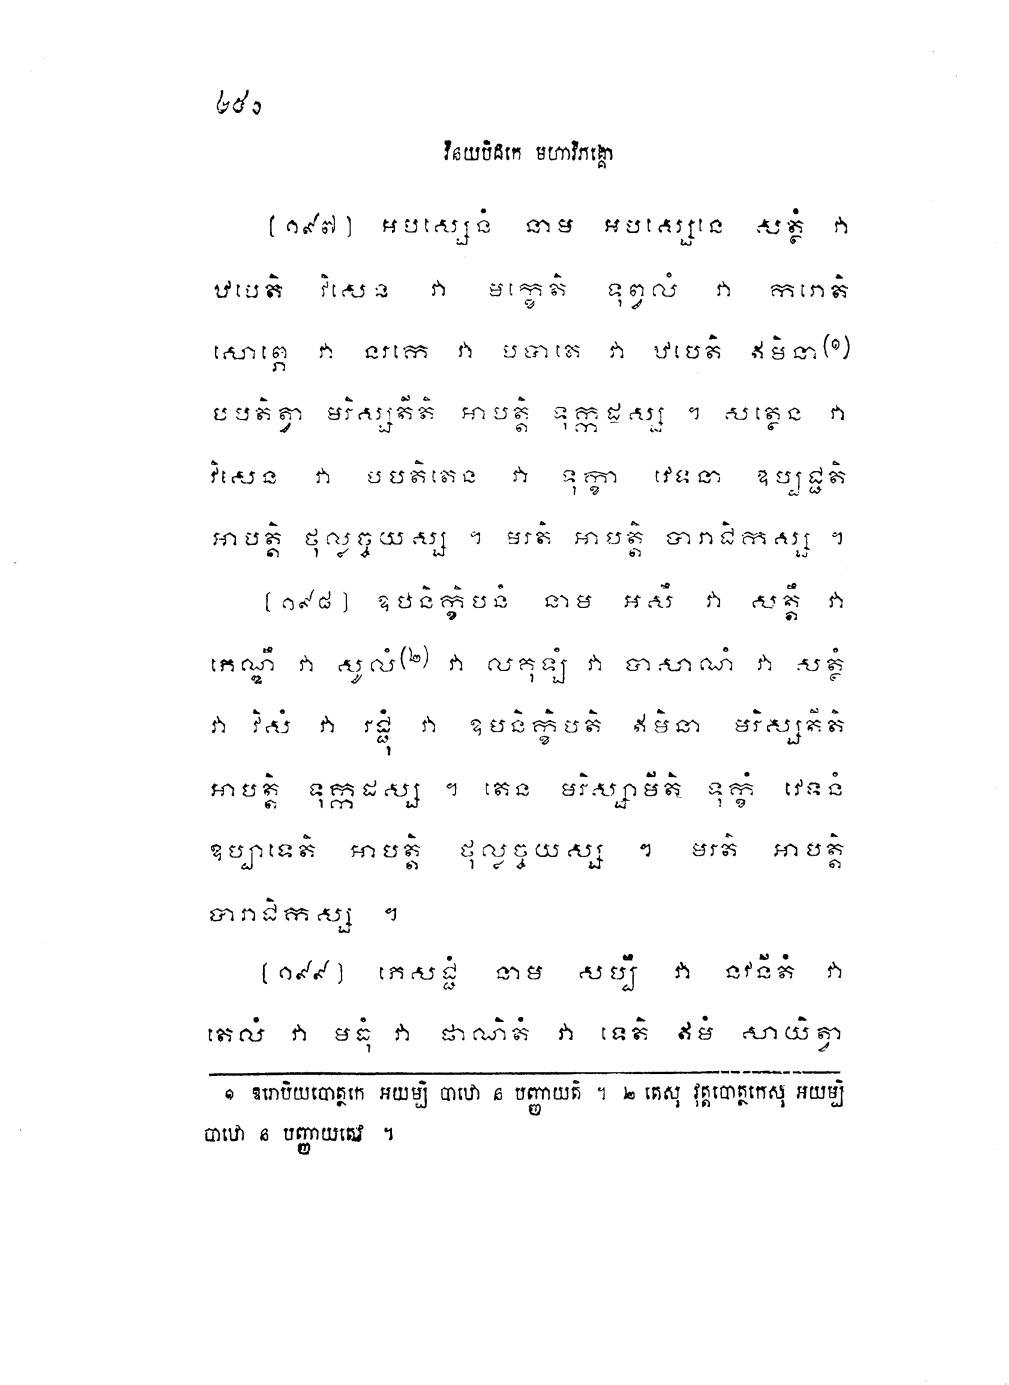 ២៥១
វិនយបិដកេ មហាវិភង្គោ
(១៩៧) អបស្សេនំ នាម អបស្សេនេ សត្ថំ វា
ឋបេតិ វិសេន វា មក្ខេតិ ទុព្វលំ វា ករោតិ
សោព្ភេ វា នរកេ វា បបាតេ វា ឋបេតិ ឥមិនា(១)
បបតិត្វា មរិស្សតីតិ អាបត្តិ ទុក្កដស្ស ។ សត្ថេន វា
វិសេន វា បបតិតេន វា ទុក្ខា វេទនា ឧប្បជ្ជតិ
អាបត្តិ ថុល្លច្ចយស្ស ។ មរតិ អាបត្តិ បារាជិកស្ស ។
(១៩៨) ឧបនិក្ខិបនំ នាម អសឹ វា សត្តឹ វា
កេណ្ឌឹ វា សូលំ(២) វា លគុឡំ វា បាសាណំ វា សត្ថំ
វា វិសំ វា រជ្ជុំ វា ឧបនិក្ខិបតិ ឥមិនា មរិស្សតីតិ
អាបត្តិ ទុក្កដស្ស ។ តេន មរិស្សាមីតិ ទុក្ខំ វេទនំ
ឧប្បាទេតិ អាបត្តិ ថុល្លច្ចយស្ស ។ មរតិ អាបត្តិ
បារាជិកស្ស ។
(១៩៩) ភេសជ្ជំ នាម សប្បឹ វា នវនីតំ វា
តេលំ វា មធុំ វា ផាណិតំ វា ទេតិ ឥមំ សាយិត្វា
១ ឧរោបិយបោត្ថកេ អយម្បិ បាឋោ ន បញ្ញាយតិ ។ ២ តេសុ វុត្តបោត្ថកេសុ អយម្បិ
បាឋោ ន បញ្ញាយតេវ ។